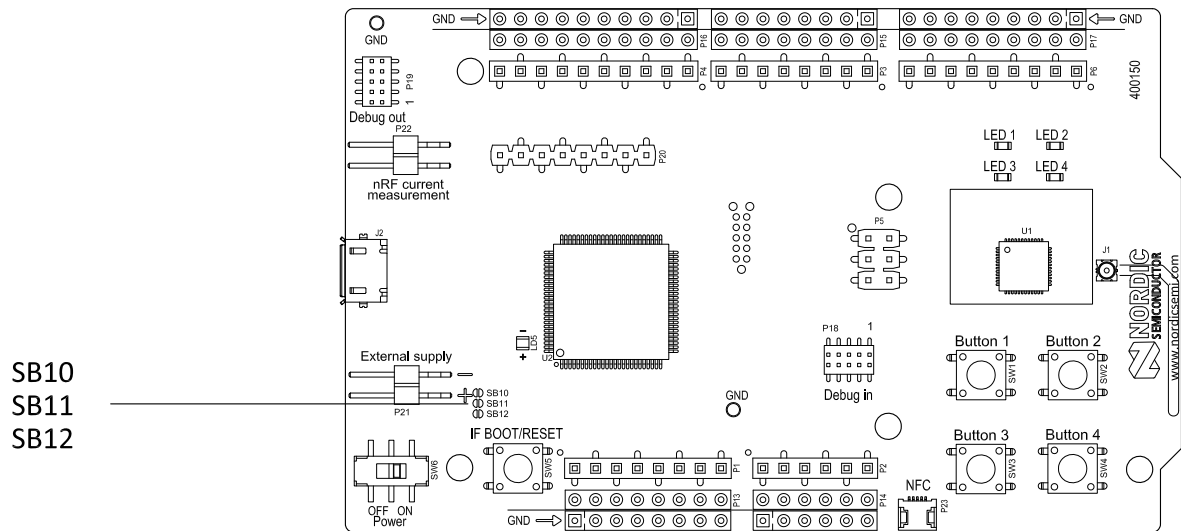 GND
GND
GND
P16
P15
P17
P19
1
Debug out
P4
P3
P6
400150
P22
nRF current
measurement
P20
LED 1
LED 2
LED 3
LED 4
P5
U1
J1
J2
NORDIC
SEMICONDUCTOR
www.nordicsemi.com
-
LD5
+
U2
P18
1
Debug in
External supply
P21
+
-
SB10
SB11
SB12
SB10
SB11
SB12
GND
Button 1
SW1
Button 2
SW2
IF BOOT/RESET
SW5
SW6
OFF ON
Power
P1
P2
P13
P14
GND
NFC
P23
Button 3
SW3
Button 4
SW4